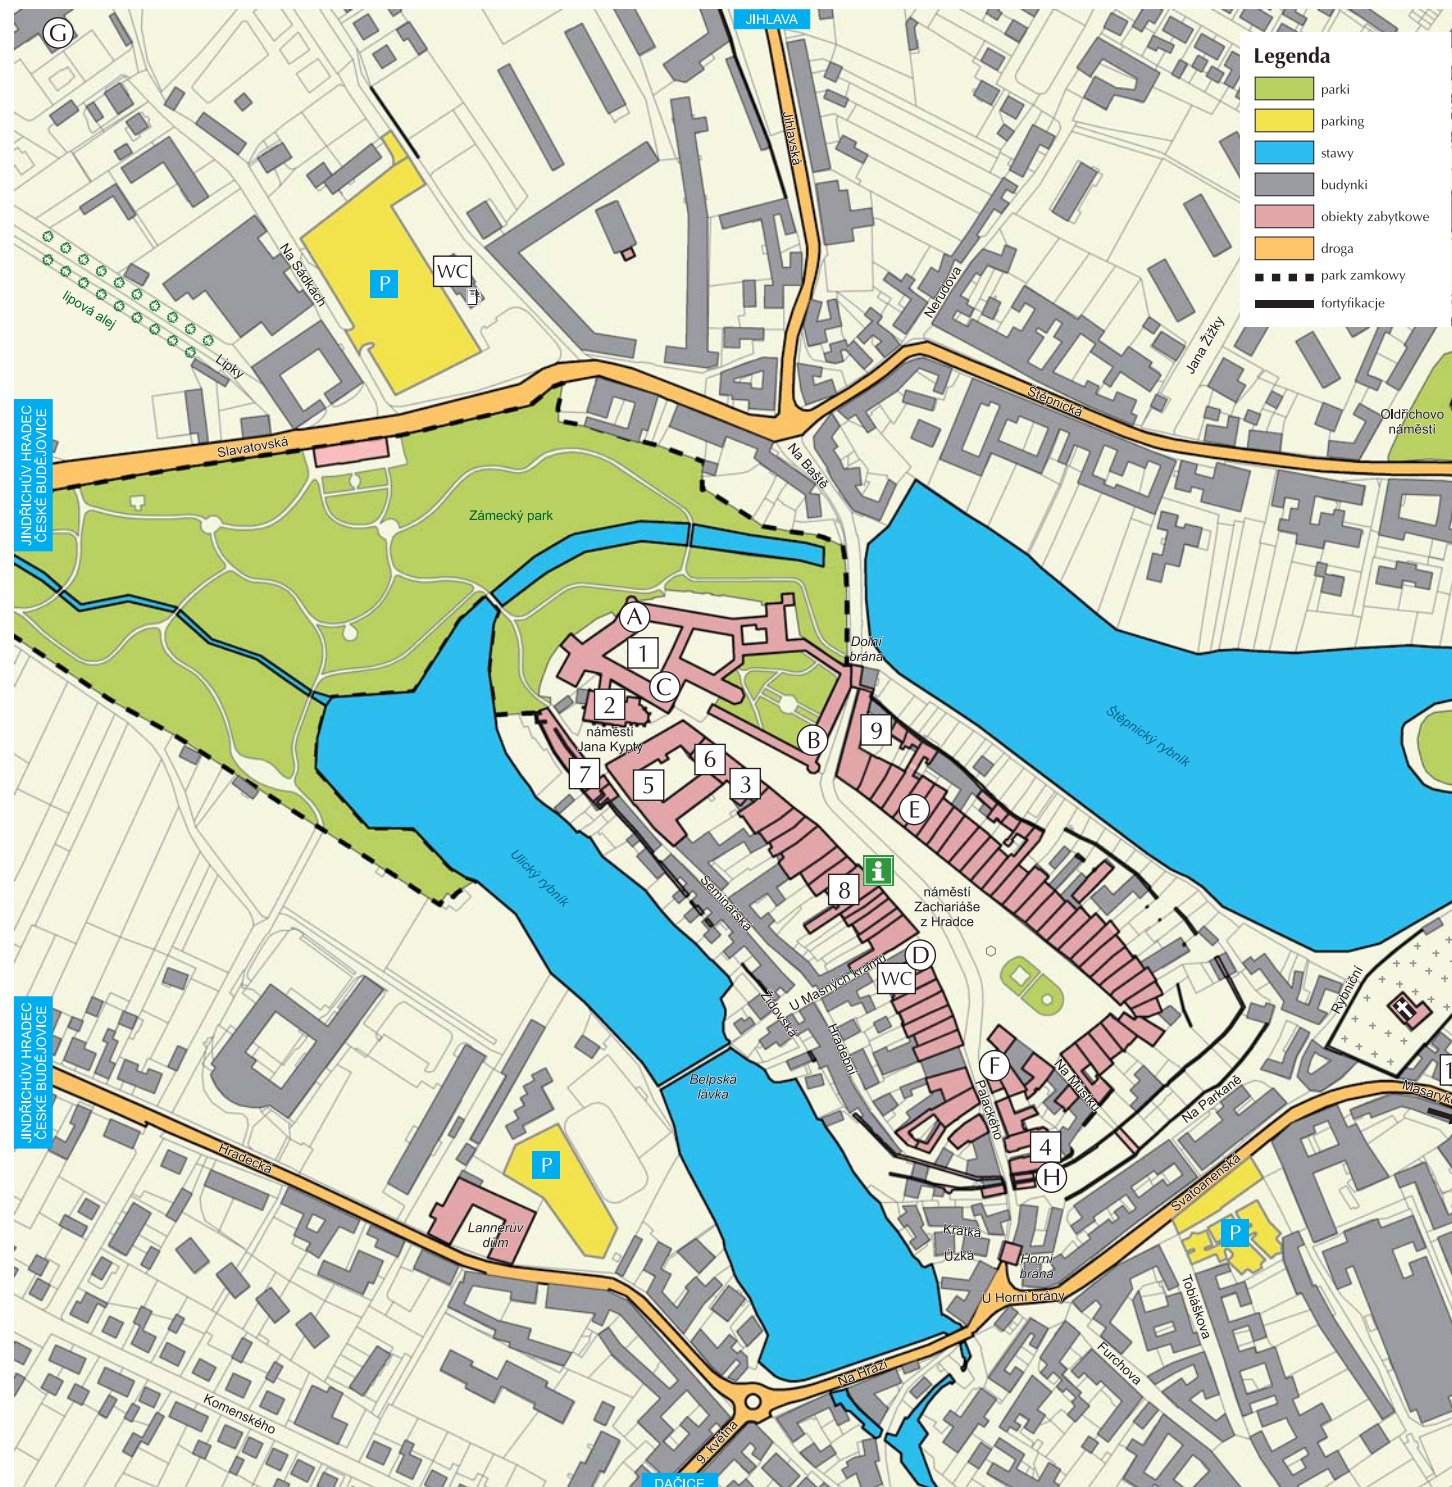 G
JIHLAVA
Legenda
parki
parking
stawy
budynki
obiekty zabytkowe
droga
park zamkowy
fortyfikacje
Jihlavská
Na Sádkách
P
WC
lipová alej
Lipky
Nerudova
Jana Žižky
Štěpnická
Oldřichovo
náměstí
JINDŘICHŮV HRADEC
ČESKÉ BUDĚJOVICE
Slavatovská
Na Baště
Zámecký park
A
1
C
2
náměstí
Jana Kypty
Dolní
brána
B
9
Štěpnický rybník
6
7
5
3
E
Ulický rybník
8
i
Seminářská
náměstí
Zachariáše
z Hradce
D
WC
U Masných krámů
Židovská
Hradební
Rybniční
JINDŘICHŮV HRADEC
ČESKÉ BUDĚJOVICE
Belpská
lávka
F
Palackého
Na Můstku
Na Parkaně
1
Masaryko
Hradecká
P
4
H
Svatoanenská
Lannerův
dům
Krátká
Úzká
Horní
brána
P
U Horní brány
Tobiáškova
Furchova
Na Hrázi
Komenského
9. Května
DAČICE